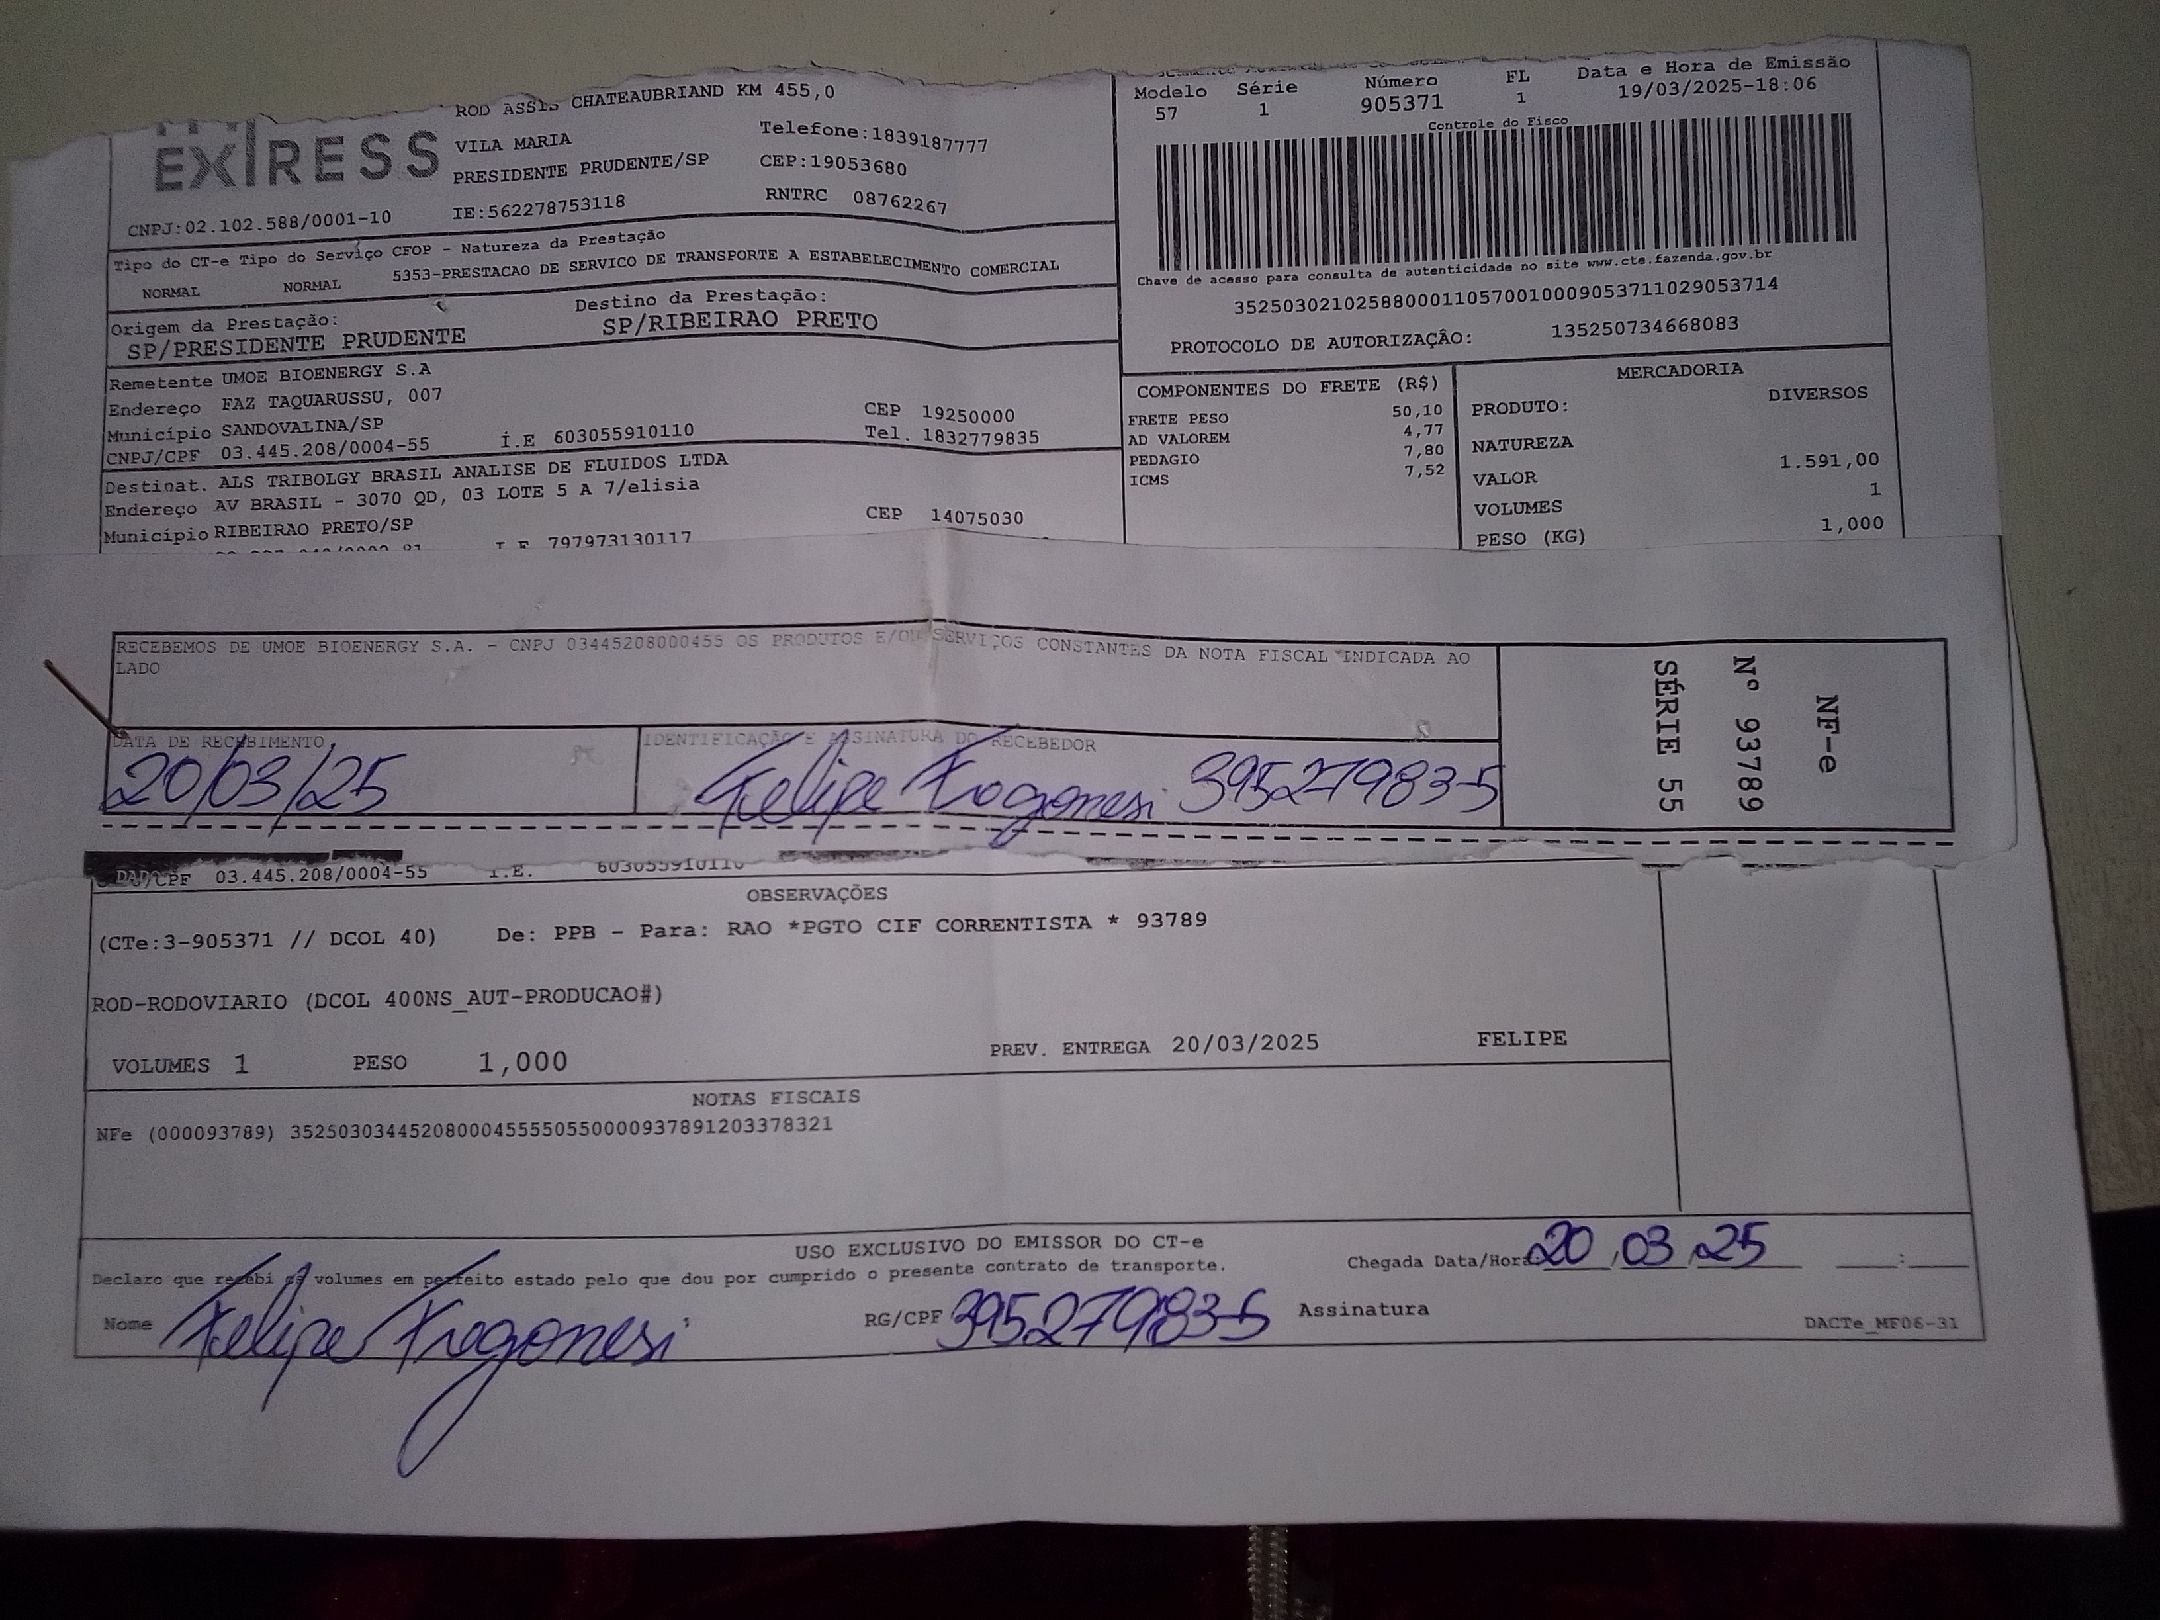 ROD ASSIS CHATEAUBRIAND KM 455,0
EXPRESS
VILA MARIA Telefone:1839187777
PRESIDENTE PRUDENTE/SP CEP:19053680
CNPJ:02.102.588/0001-10 IE:562278753118 RNTRC 08762267
Tipo do CT-e Tipo do Serviço CFOP - Natureza da Prestação
NORMAL NORMAL 5353-PRESTACAO DE SERVICO DE TRANSPORTE A ESTABELECIMENTO COMERCIAL
Origem da Prestação: Destino da Prestação:
SP/PRESIDENTE PRUDENTE SP/RIBEIRAO PRETO
Remetente UMOE BIOENERGY S.A
Endereço FAZ TAQUARUSSU, 007
Município SANDOVALINA/SP CEP 19250000
CNPJ/CPF 03.445.208/0004-55 I.E 603055910110 Tel. 1832779835
Destinat. ALS TRIBOLGY BRASIL ANALISE DE FLUIDOS LTDA
Endereço AV BRASIL - 3070 QD, 03 LOTE 5 A 7/elisia
Município RIBEIRAO PRETO/SP CEP 14075030
I.E 797973130117
Modelo Série Número FL Data e Hora de Emissão
57 1 905371 1 19/03/2025-18:06
Controle do Fisco
Chave de acesso para consulta de autenticidade no site www.cte.fazenda.gov.br
35250302102588000110570010009053711029053714
PROTOCOLO DE AUTORIZAÇÃO: 135250734668083
COMPONENTES DO FRETE (R$)
FRETE PESO 50,10
AD VALOREM 4,77
PEDAGIO 7,80
ICMS 7,52
MERCADORIA
PRODUTO: DIVERSOS
NATUREZA
VALOR 1.591,00
VOLUMES 1
PESO (KG) 1,000
RECEBEMOS DE UMOE BIOENERGY S.A. - CNPJ 03445208000455 OS PRODUTOS E/OU SERVIÇOS CONSTANTES DA NOTA FISCAL INDICADA AO
LADO
DATA DE RECEBIMENTO IDENTIFICAÇÃO E ASSINATURA DO RECEBEDOR
20/03/25 Felipe Frogonesi 395279835
NF-e
Nº 93789
SÉRIE 55
CPF 03.445.208/0004-55 I.E. 603055910110
OBSERVAÇÕES
(CTe:3-905371 // DCOL 40) De: PPB - Para: RAO *PGTO CIF CORRENTISTA * 93789
ROD-RODOVIARIO (DCOL 400NS_AUT-PRODUCAO#)
VOLUMES 1 PESO 1,000 PREV. ENTREGA 20/03/2025 FELIPE
NOTAS FISCAIS
NFe (000093789) 35250303445208000455550550000937891203378321
USO EXCLUSIVO DO EMISSOR DO CT-e
Declaro que recebi os volumes em perfeito estado pelo que dou por cumprido o presente contrato de transporte. Chegada Data/Hora 20 03 25 :
Nome Felipe Frogonesi RG/CPF 395279835 Assinatura
DACTe_MF06-31